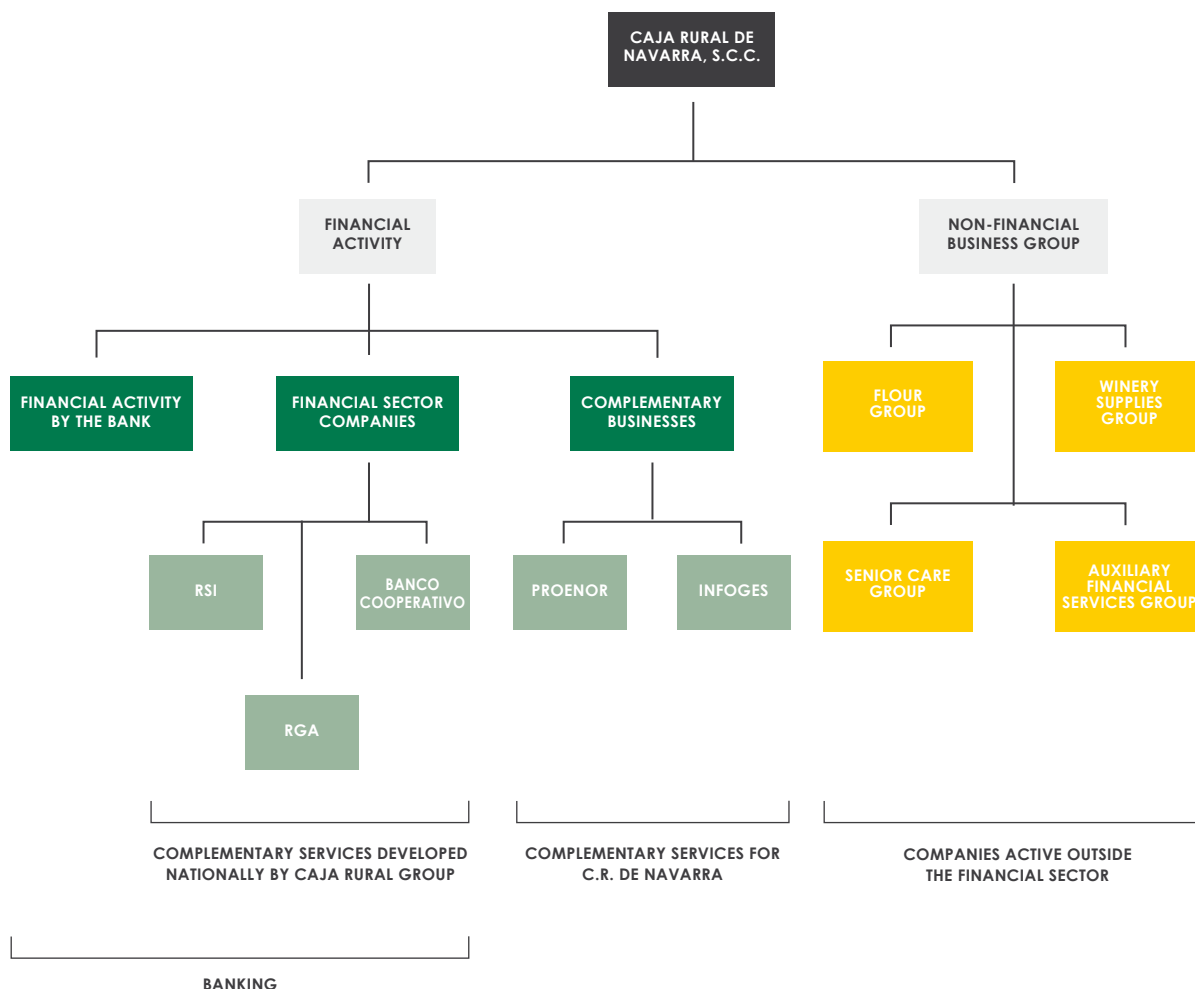 CAJA RURAL DE
NAVARRA, S.C.C.
FINANCIAL
ACTIVITY
NON-FINANCIAL
BUSINESS GROUP
FINANCIAL ACTIVITY
BY THE BANK
FINANCIAL SECTOR
COMPANIES
COMPLEMENTARY
BUSINESSES
FLOUR
GROUP
WINERY
SUPPLIES
GROUP
RSI
BANCO
COOPERATIVO
PROENOR
INFOGES
SENIOR CARE
GROUP
AUXILIARY
FINANCIAL
SERVICES GROUP
RGA
COMPLEMENTARY SERVICES DEVELOPED
NATIONALLY BY CAJA RURAL GROUP
COMPLEMENTARY SERVICES FOR
C.R. DE NAVARRA
COMPANIES ACTIVE OUTSIDE
THE FINANCIAL SECTOR
BANKING